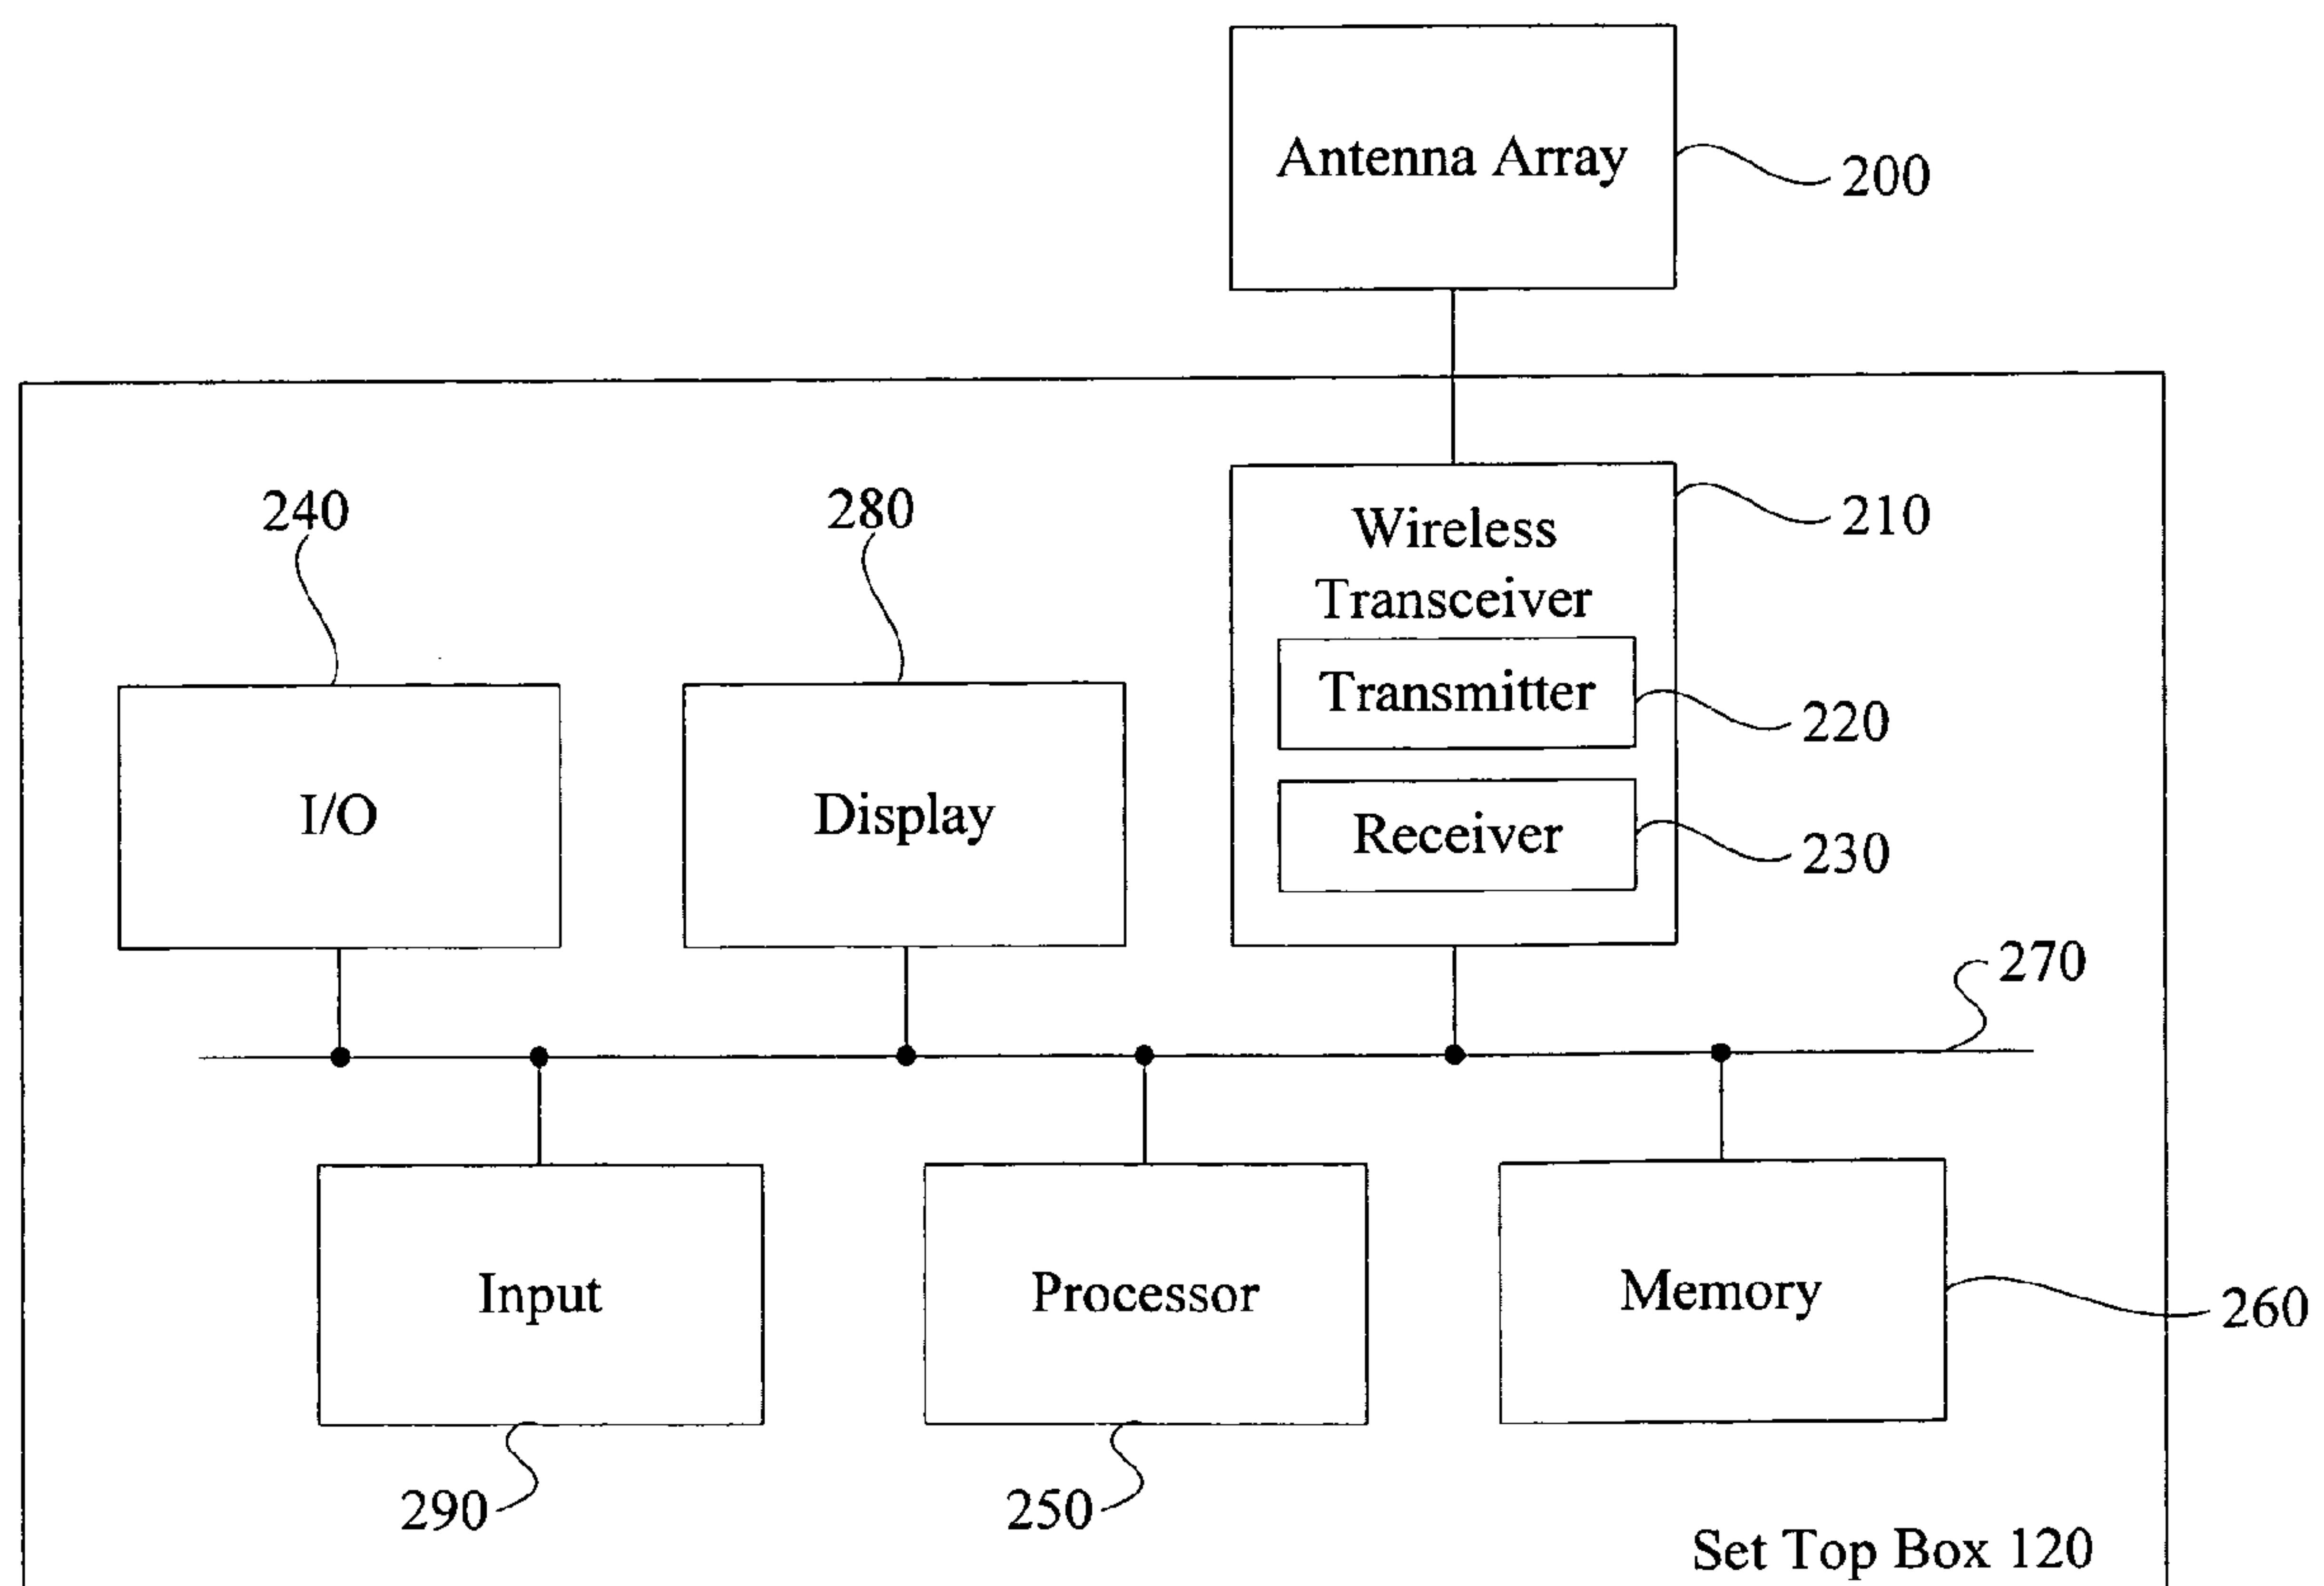 Antenna Array
200
240
280
Wireless
Transceiver
210
Transmitter
220
I/O
Display
Receiver
230
270
Input
Processor
Memory
260
290
250
Set Top Box 120